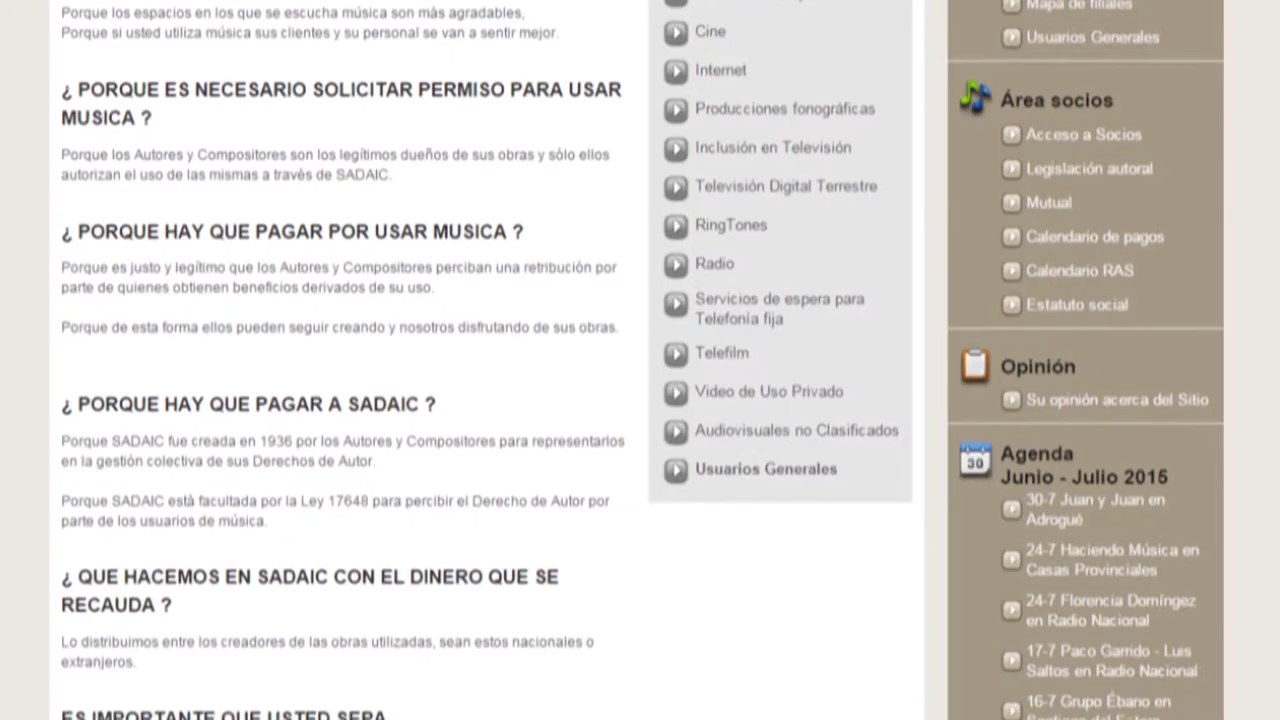 Porque los espacios en los que se escucha música son más agradables,
Porque si usted utiliza música sus clientes y su personal se van a sentir mejor.
¿ PORQUE ES NECESARIO SOLICITAR PERMISO PARA USAR
MUSICA ?
Porque los Autores y Compositores son los legítimos dueños de sus obras y sólo ellos
autorizan el uso de las mismas a través de SADAIC.
¿ PORQUE HAY QUE PAGAR POR USAR MUSICA ?
Porque es justo y legítimo que los Autores y Compositores perciban una retribución por
parte de quienes obtienen beneficios derivados de su uso.
Porque de esta forma ellos pueden seguir creando y nosotros disfrutando de sus obras.
¿ PORQUE HAY QUE PAGAR A SADAIC ?
Porque SADAIC fue creada en 1936 por los Autores y Compositores para representarlos
en la gestión colectiva de sus Derechos de Autor.
Porque SADAIC está facultada por la Ley 17648 para percibir el Derecho de Autor por
parte de los usuarios de música.
¿ QUE HACEMOS EN SADAIC CON EL DINERO QUE SE
RECAUDA ?
Lo distribuimos entre los creadores de las obras utilizadas, sean estos nacionales o
extranjeros.
ES IMPORTANTE QUE USTED SEPA
Cine
Internet
Producciones fonográficas
Inclusión en Televisión
Televisión Digital Terrestre
RingTones
Radio
Servicios de espera para
Telefonía fija
Telefilm
Video de Uso Privado
Audiovisuales no Clasificados
Usuarios Generales
Mapa de filiales
Usuarios Generales
Área socios
Acceso a Socios
Legislación autoral
Mutual
Calendario de pagos
Calendario RAS
Estatuto social
Opinión
Su opinión acerca del Sitio
30
Agenda
Junio - Julio 2015
30-7 Juan y Juan en
Adrogué
24-7 Haciendo Música en
Casas Provinciales
24-7 Florencia Domínguez
en Radio Nacional
17-7 Paco Garrido - Luis
Saltos en Radio Nacional
16-7 Grupo Ébano en